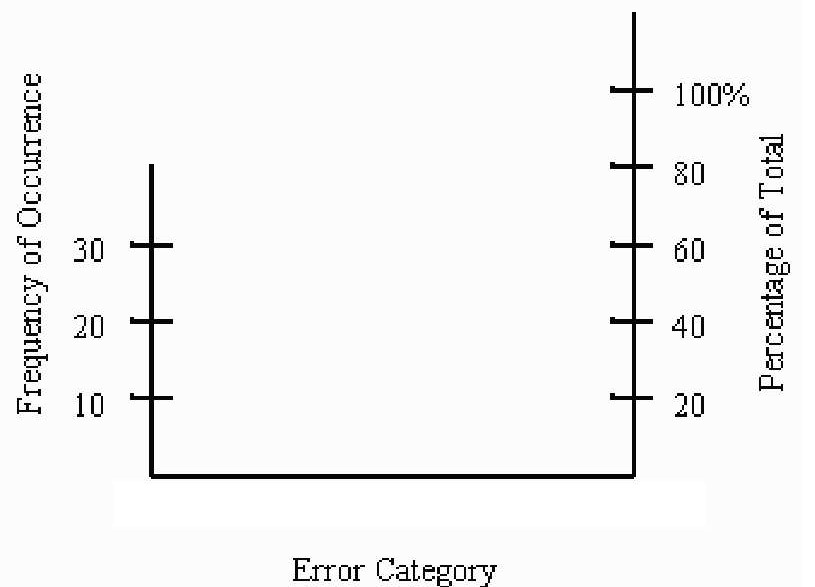 Frequency of Occurrence
30
20
10
100%
80
60
40
20
Percentage of Total
Error Category